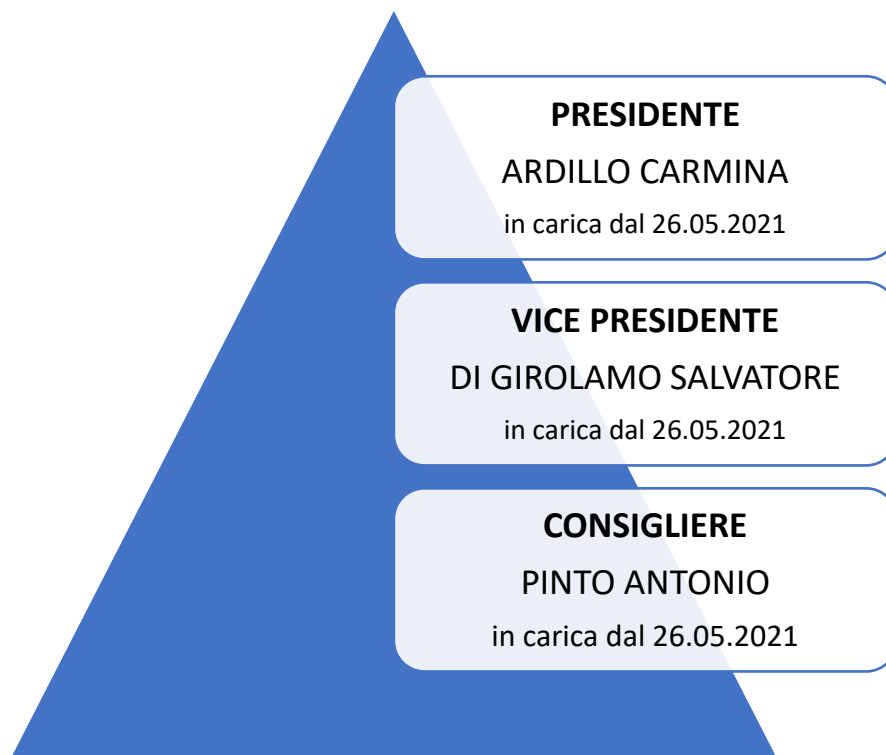 PRESIDENTE
ARDILLO CARMINA
in carica dal 26.05.2021
VICE PRESIDENTE
DI GIROLAMO SALVATORE
in carica dal 26.05.2021
CONSIGLIERE
PINTO ANTONIO
in carica dal 26.05.2021